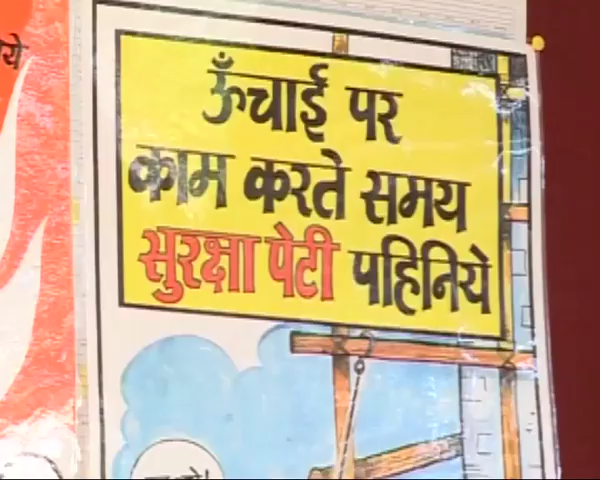 ऊँचाई पर
काम करते समय
सुरक्षा पेटी पहिनिये